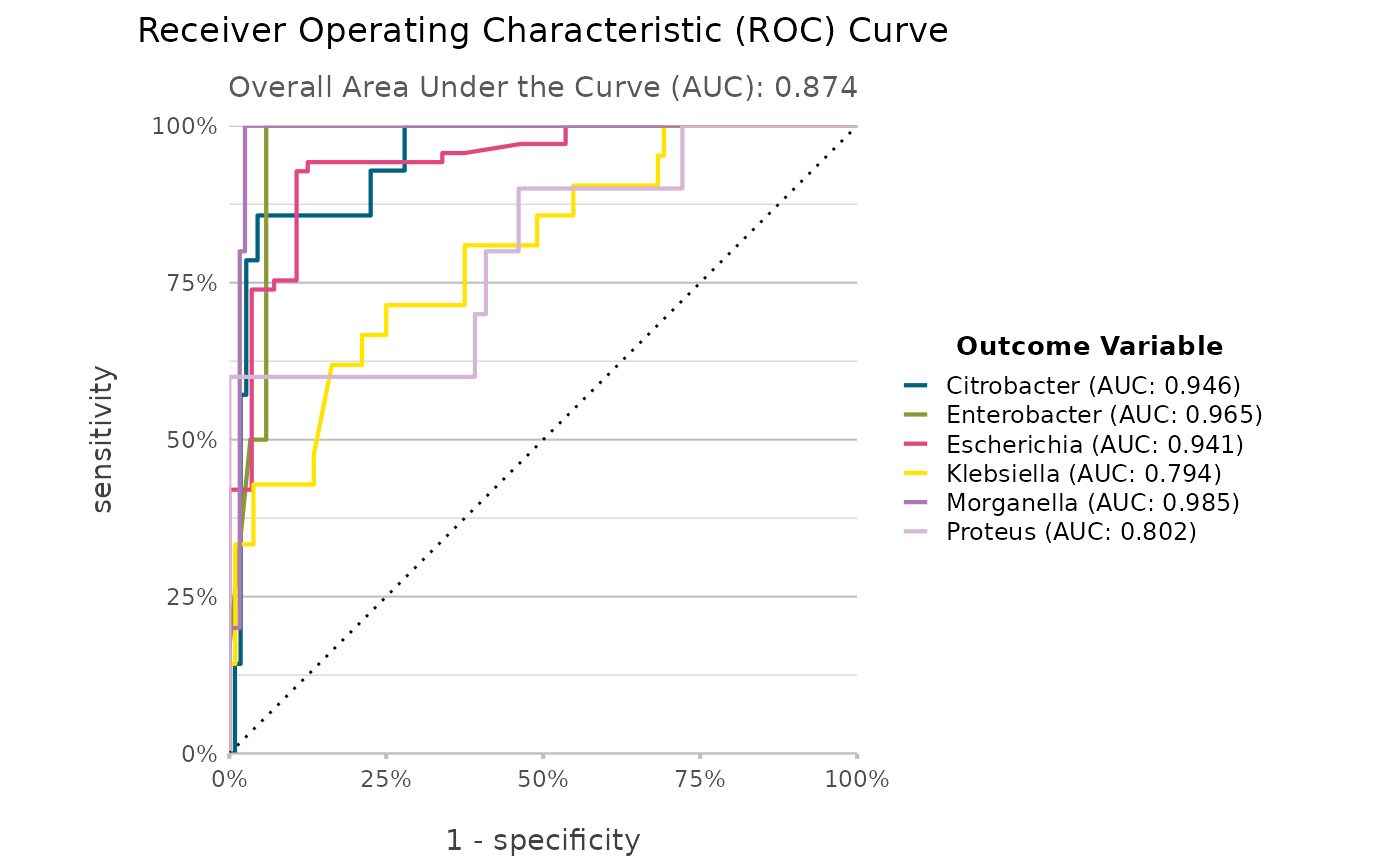 Receiver Operating Characteristic (ROC) Curve
Overall Area Under the Curve (AUC): 0.874
100%
75%
50%
25%
0%
sensitivity
0%
25%
50%
75%
100%
1 - specificity
Outcome Variable
Citrobacter (AUC: 0.946)
Enterobacter (AUC: 0.965)
Escherichia (AUC: 0.941)
Klebsiella (AUC: 0.794)
Morganella (AUC: 0.985)
Proteus (AUC: 0.802)